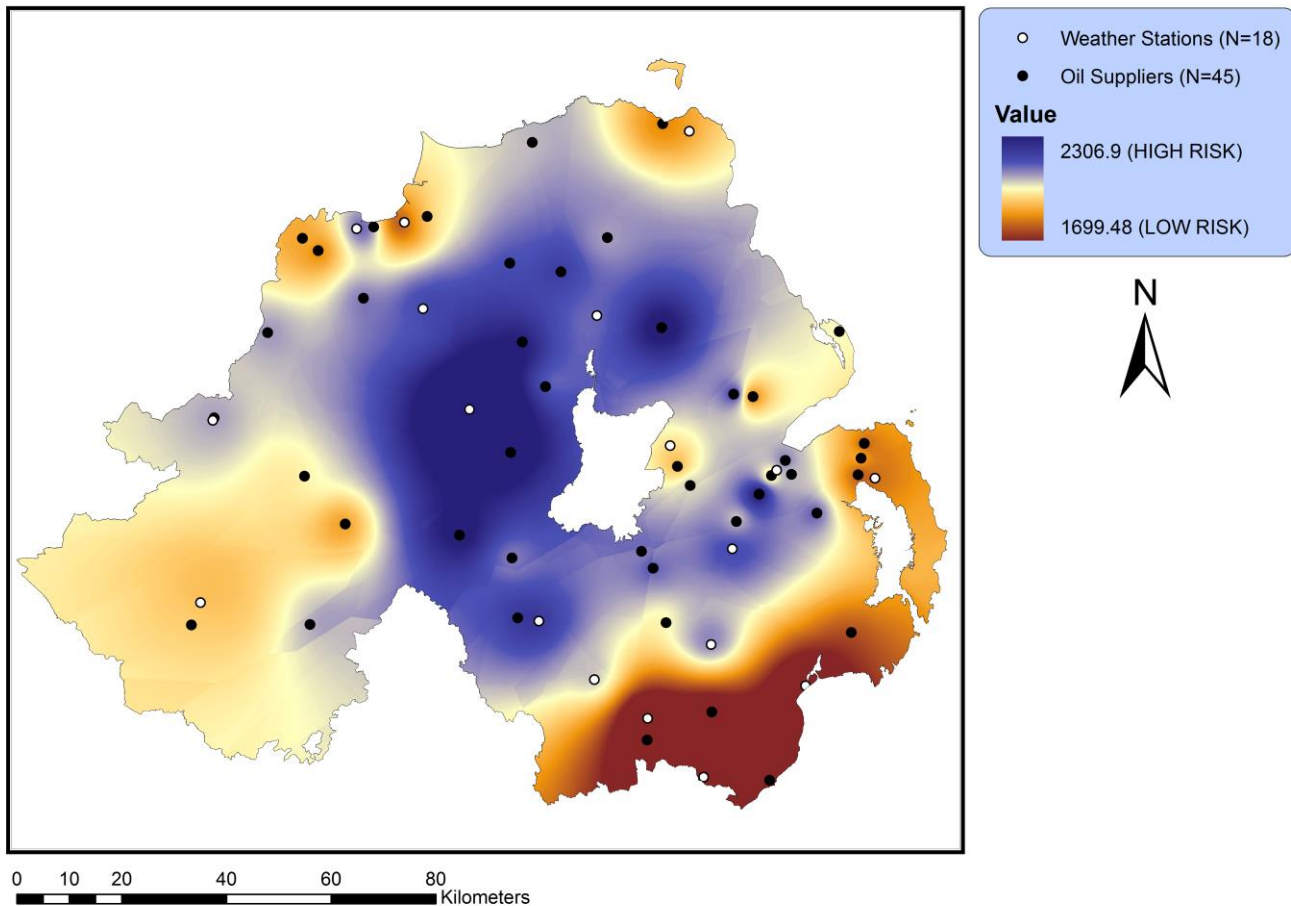 Weather Stations (N=18)
Oil Suppliers (N=45)
Value
2306.9 (HIGH RISK)
1699.48 (LOW RISK)
N
0 10 20 40 60 80
Kilometers